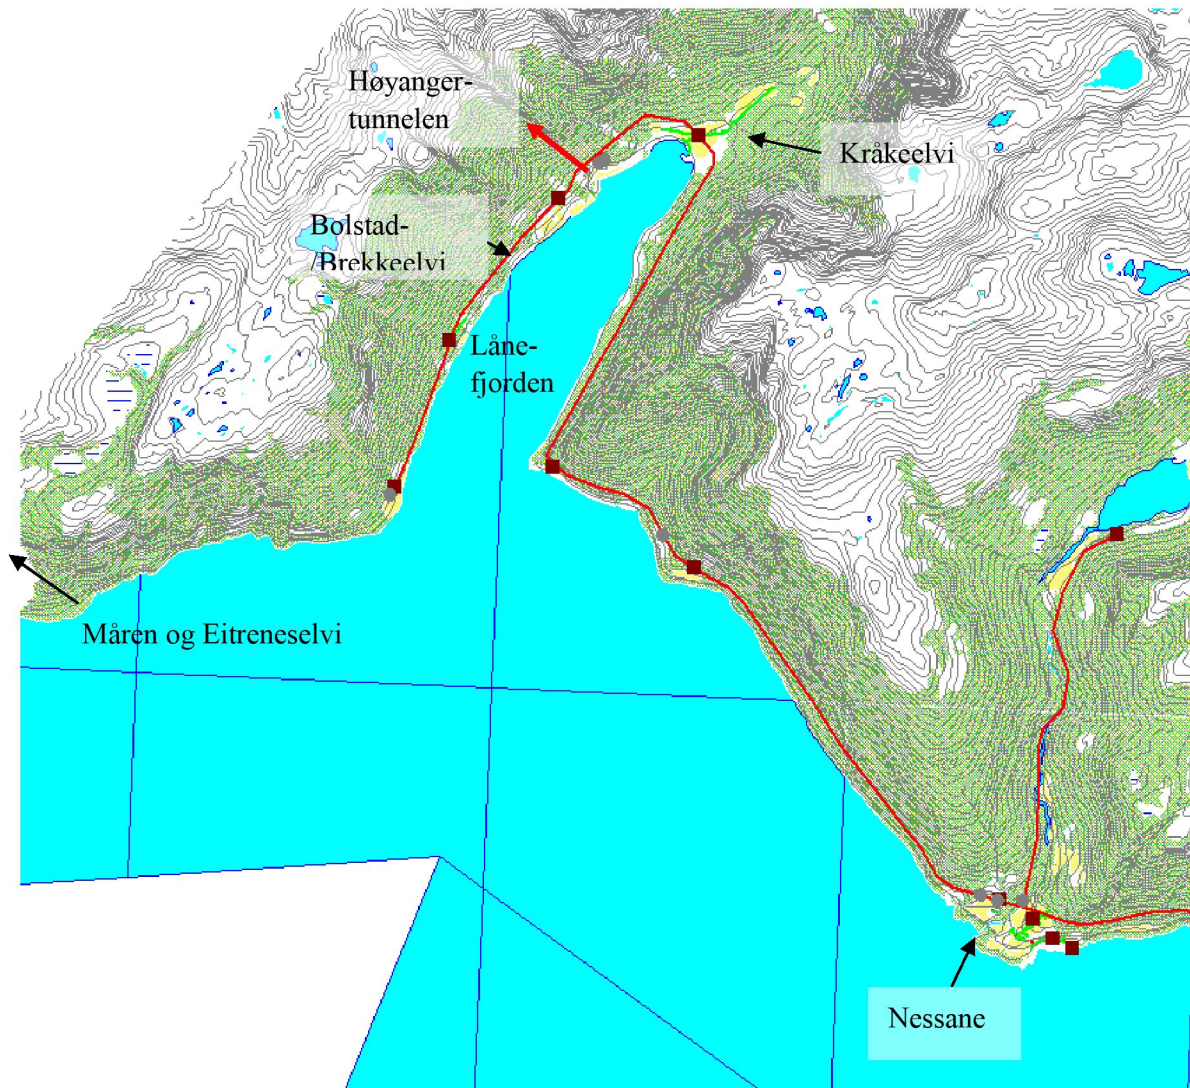 Høyanger-
tunnelen
Kråkeelvi
Bolstad-
/Brekkeelvi
Låne-
fjorden
Måren og Eitreneselvi
Nessane